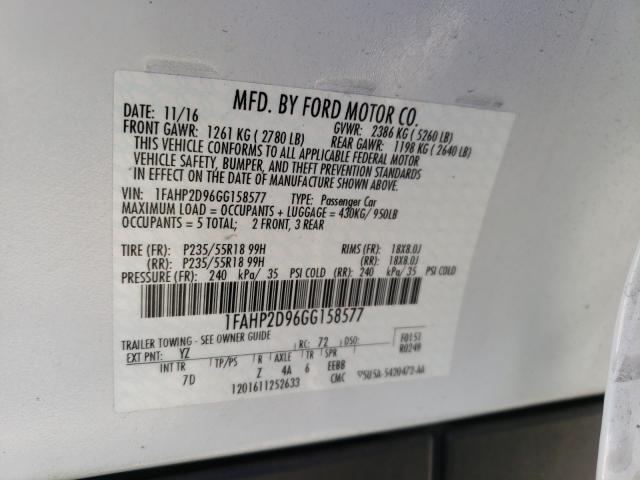 MFD. BY FORD MOTOR CO.
DATE: 11/16 GVWR: 2386 KG ( 5260 LB)
FRONT GAWR: 1261 KG ( 2780 LB) REAR GAWR: 1198 KG ( 2640 LB)
THIS VEHICLE CONFORMS TO ALL APPLICABLE FEDERAL MOTOR
VEHICLE SAFETY, BUMPER, AND THEFT PREVENTION STANDARDS
IN EFFECT ON THE DATE OF MANUFACTURE SHOWN ABOVE.
VIN: 1FAHP2D96GG158577 TYPE: Passenger Car
MAXIMUM LOAD = OCCUPANTS + LUGGAGE = 430KG/ 950LB
OCCUPANTS = 5 TOTAL; 2 FRONT, 3 REAR
TIRE (FR): P235/55R18 99H RIMS (FR): 18X8.0J
(RR): P235/55R18 99H (RR): 18X8.0J
PRESSURE (FR): 240 kPa/ 35 PSI COLD (RR): 240 kPa/ 35 PSI COLD
1FAHP2D96GG158577
TRAILER TOWING - SEE OWNER GUIDE
EXT PNT: YZ RC: 72 DSO: F0151
INT TR TP/PS R AXLE TR SPR R0249
7D Z 4A 6 EEBB
1201611252633 CMC 5U5A-5420472-AA